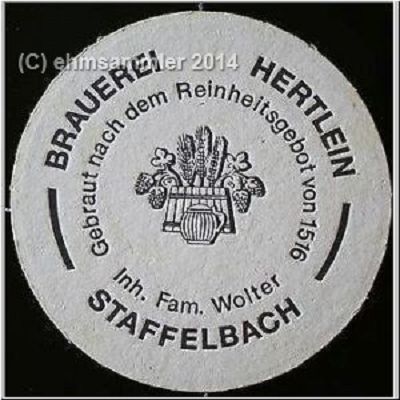 (C) ehmsammler 2014
BRAUEREI HERTLEIN
Gebraut nach dem Reinheitsgebot von 1516
Inh. Fam. Wolter
STAFFELBACH